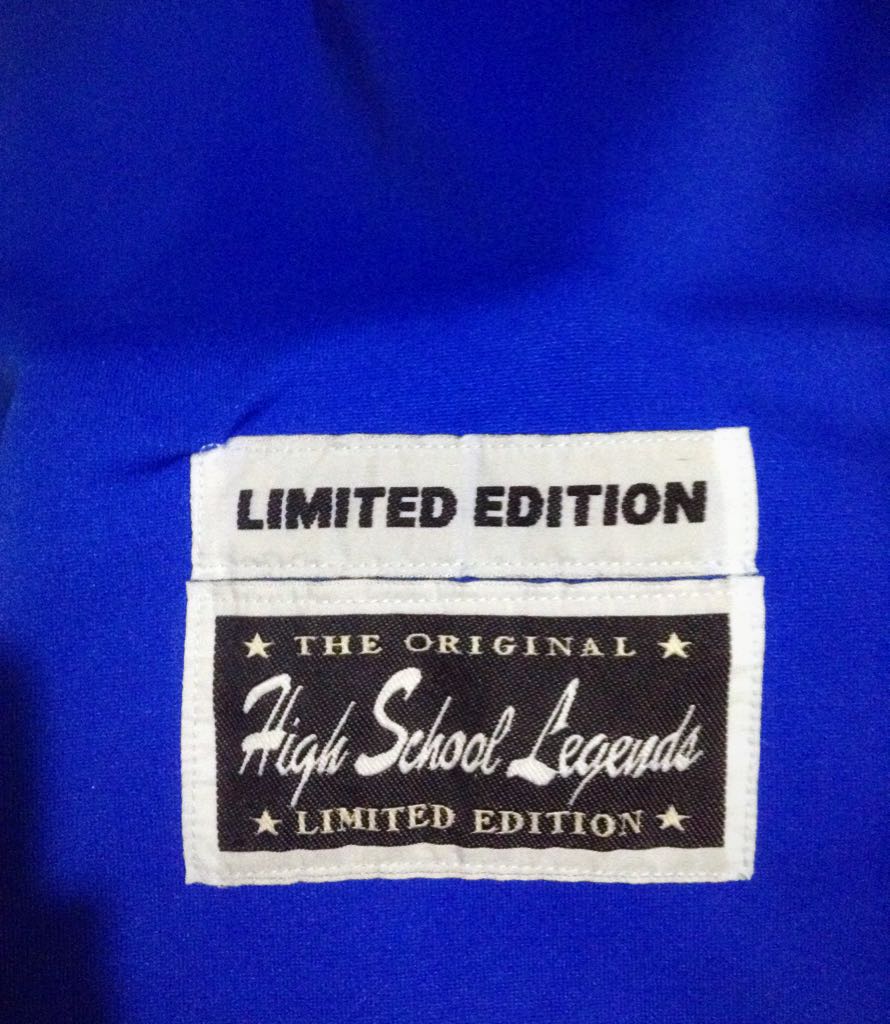 LIMITED EDITION
★ THE ORIGINAL ★
High School Legends
★ LIMITED EDITION ★